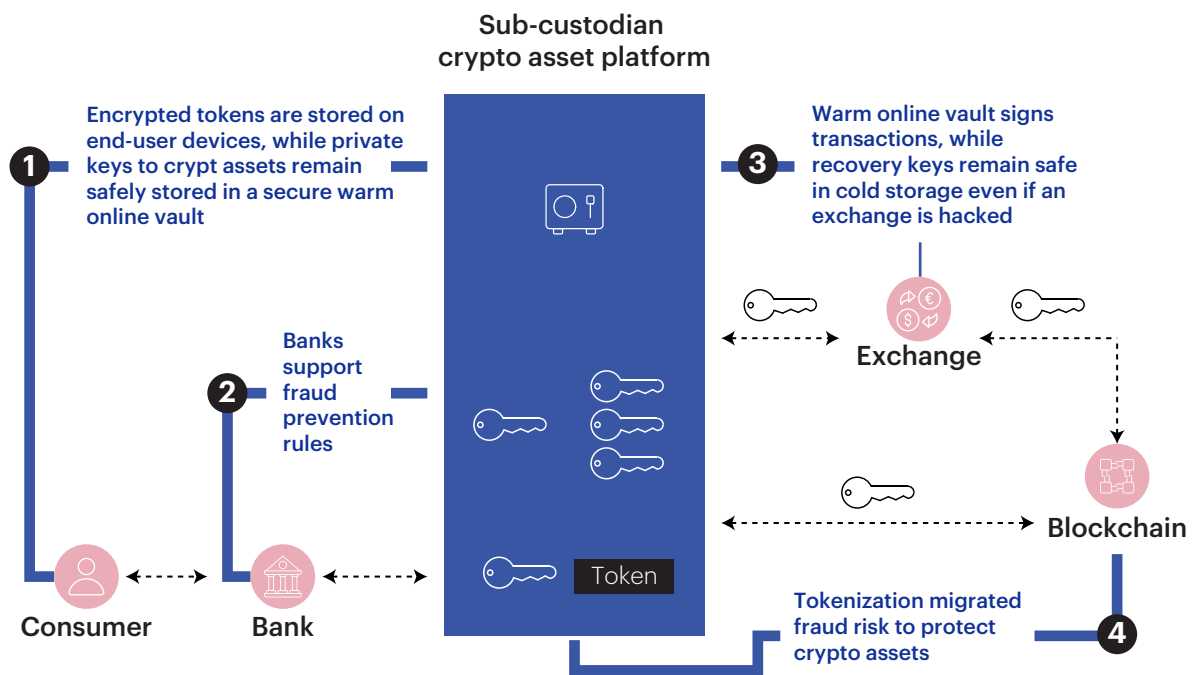 Sub-custodian
crypto asset platform
1
Encrypted tokens are stored on
end-user devices, while private
keys to crypt assets remain
safely stored in a secure warm
online vault
3
Warm online vault signs
transactions, while
recovery keys remain safe
in cold storage even if an
exchange is hacked
€
$
Exchange
2
Banks
support
fraud
prevention
rules
Blockchain
Token
Consumer
Bank
Tokenization migrated
fraud risk to protect
crypto assets
4